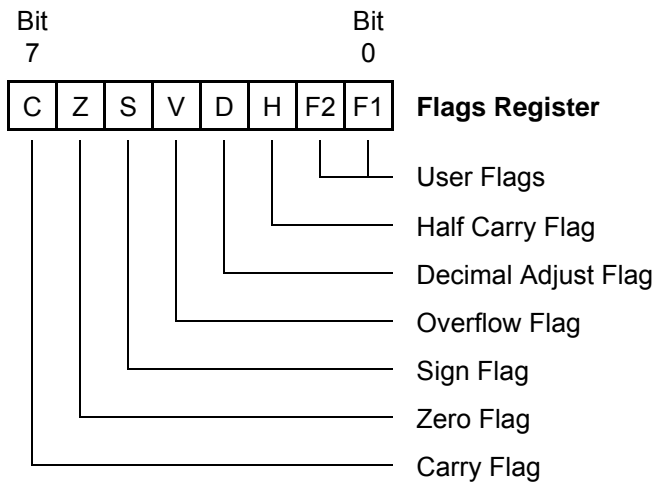 Bit Bit
7 0
C Z S V D H F2 F1 Flags Register
User Flags
Half Carry Flag
Decimal Adjust Flag
Overflow Flag
Sign Flag
Zero Flag
Carry Flag